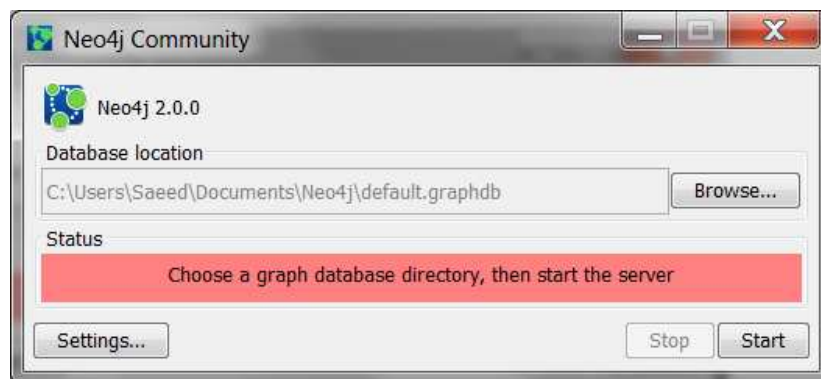 Neo4j Community
Neo4j 2.0.0
Database location
C:\Users\Saeed\Documents\Neo4j\default.graphdb
Browse...
Status
Choose a graph database directory, then start the server
Settings...
Stop
Start